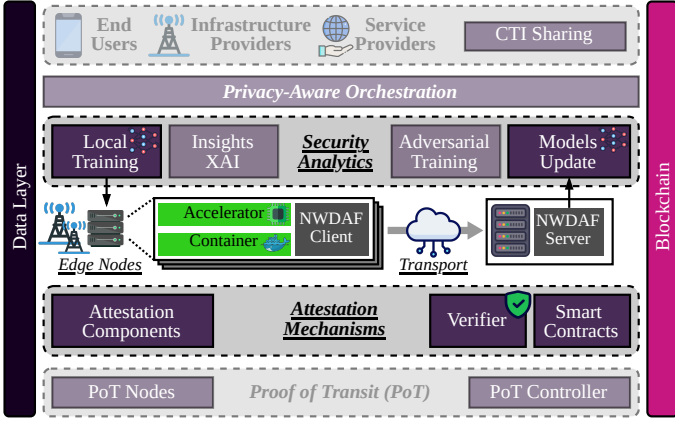 End
Users
Infrastructure
Providers
Service
Providers
CTI Sharing
Privacy-Aware Orchestration
Local
Training
Insights
XAI
Security
Analytics
Adversarial
Training
Models
Update
Data Layer
Blockchain
Edge Nodes
Accelerator
Container
NWDAF
Client
Transport
NWDAF
Server
Attestation
Components
Attestation
Mechanisms
Verifier
Smart
Contracts
PoT Nodes
Proof of Transit (PoT)
PoT Controller